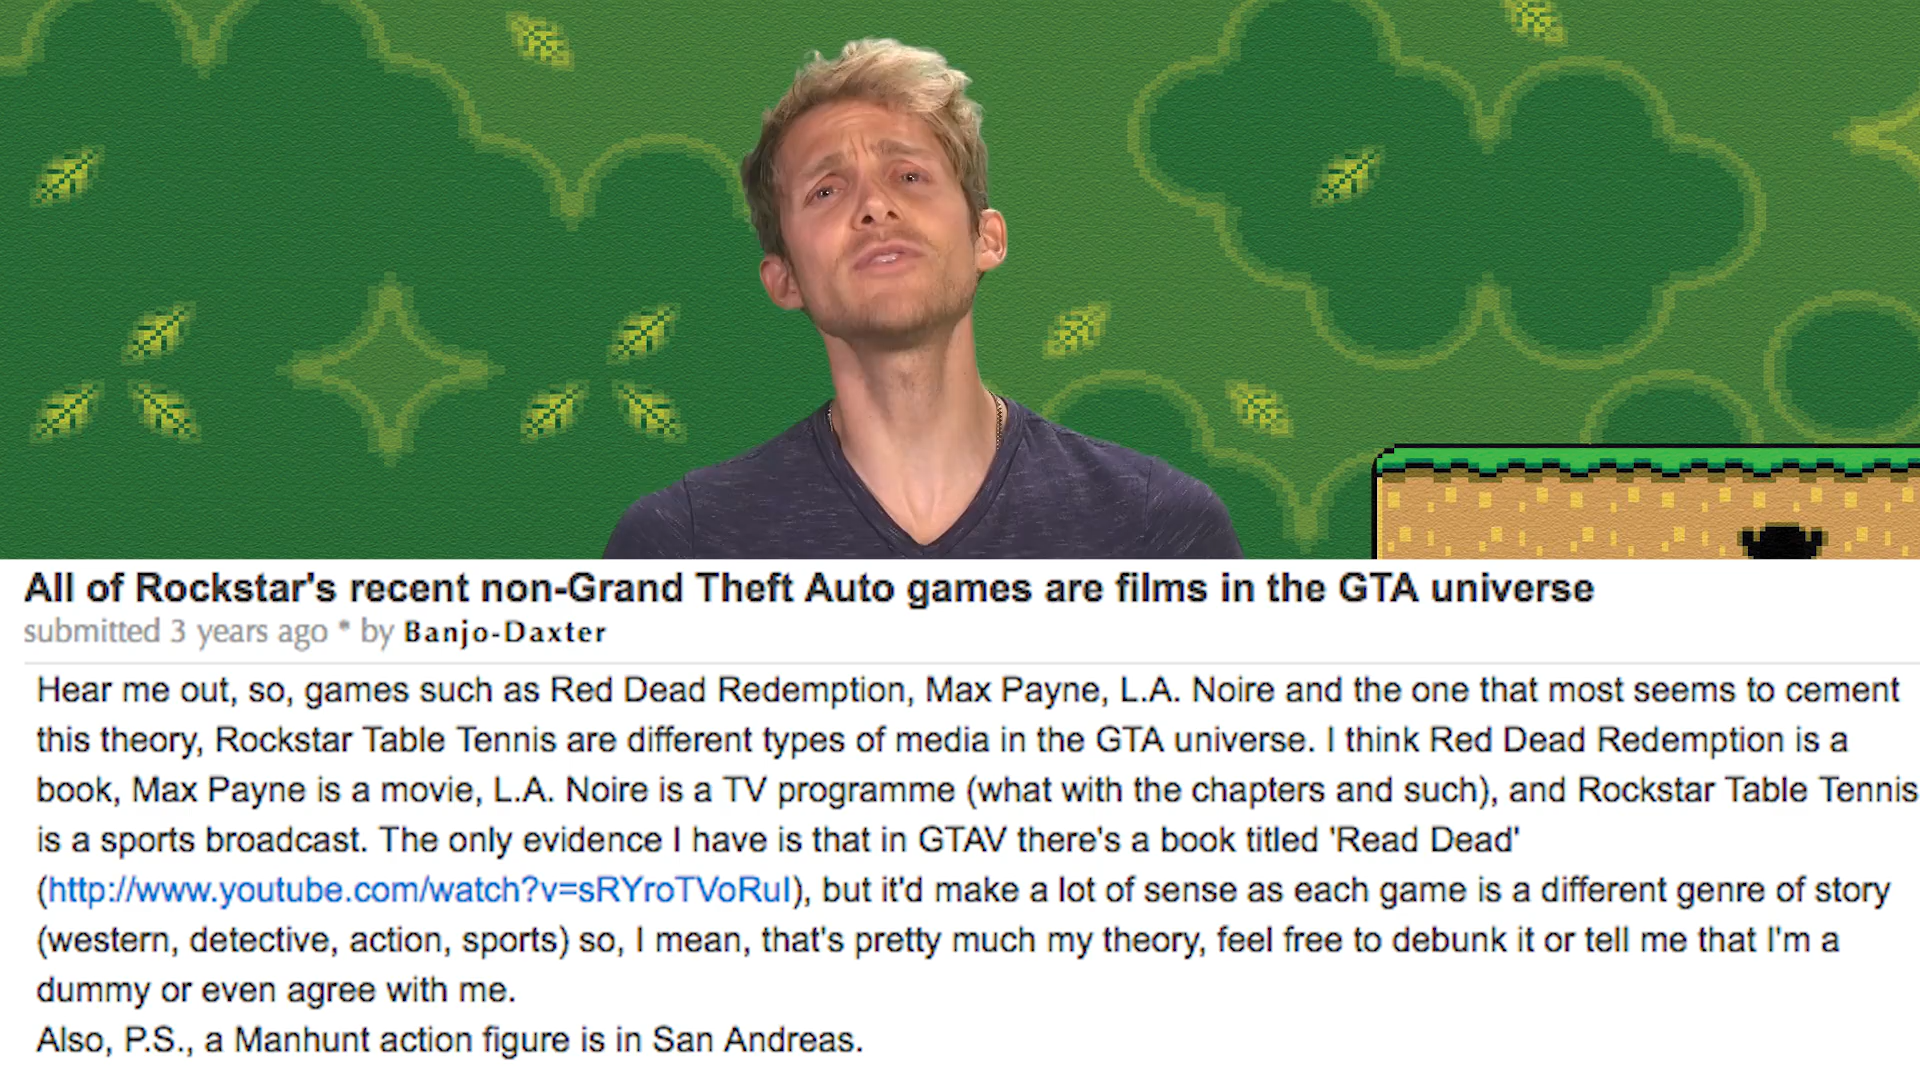 All of Rockstar's recent non-Grand Theft Auto games are films in the GTA universe
submitted 3 years ago * by Banjo-Daxter
Hear me out, so, games such as Red Dead Redemption, Max Payne, L.A. Noire and the one that most seems to cement
this theory, Rockstar Table Tennis are different types of media in the GTA universe. I think Red Dead Redemption is a
book, Max Payne is a movie, L.A. Noire is a TV programme (what with the chapters and such), and Rockstar Table Tennis
is a sports broadcast. The only evidence I have is that in GTAV there's a book titled 'Read Dead'
(http://www.youtube.com/watch?v=sRYroTVoRuI), but it'd make a lot of sense as each game is a different genre of story
(western, detective, action, sports) so, I mean, that's pretty much my theory, feel free to debunk it or tell me that I'm a
dummy or even agree with me.
Also, P.S., a Manhunt action figure is in San Andreas.